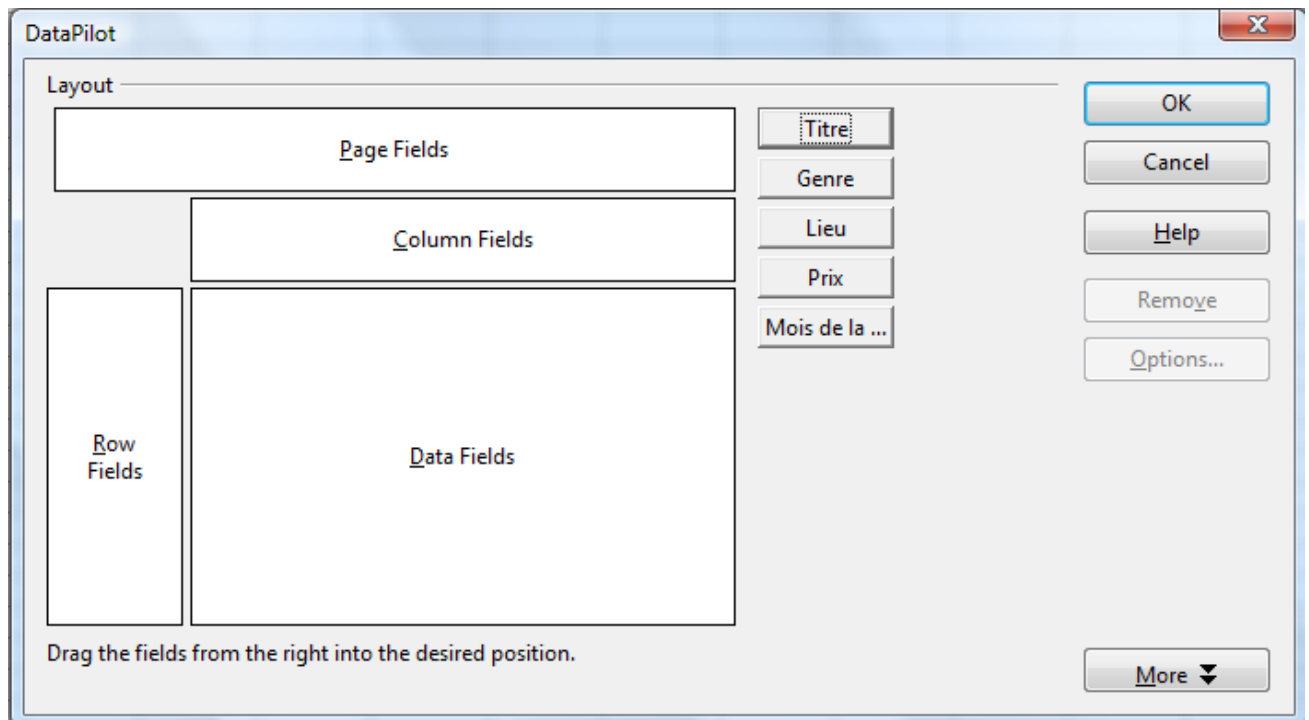 DataPilot
Layout
Page Fields
Column Fields
Row
Fields
Data Fields
Titre
Genre
Lieu
Prix
Mois de la ...
OK
Cancel
Help
Remove
Options...
Drag the fields from the right into the desired position.
More